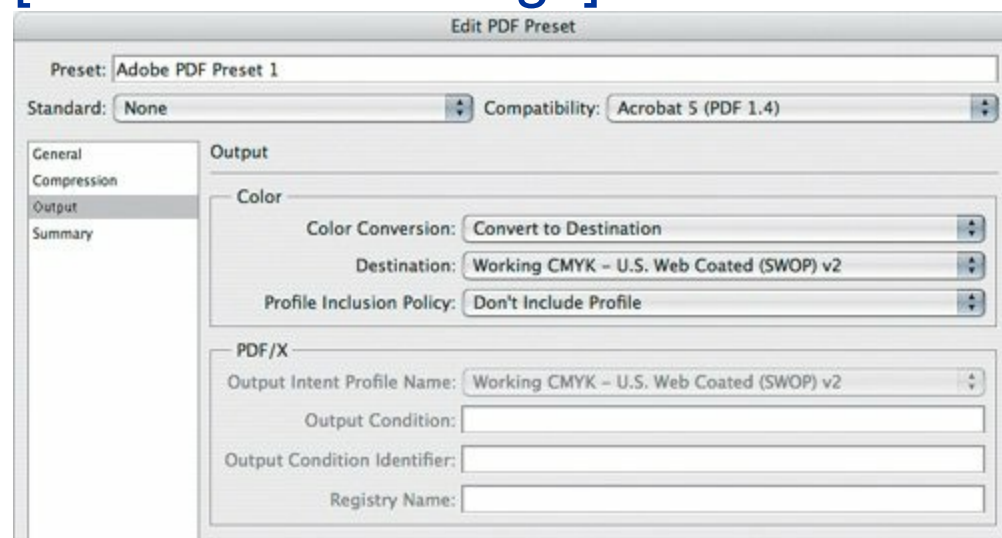 Edit PDF Preset
Preset: Adobe PDF Preset 1
Standard: None Compatibility: Acrobat 5 (PDF 1.4)
General
Compression
Output
Summary
Output
Color
Color Conversion: Convert to Destination
Destination: Working CMYK – U.S. Web Coated (SWOP) v2
Profile Inclusion Policy: Don't Include Profile
PDF/X
Output Intent Profile Name: Working CMYK – U.S. Web Coated (SWOP) v2
Output Condition:
Output Condition Identifier:
Registry Name: